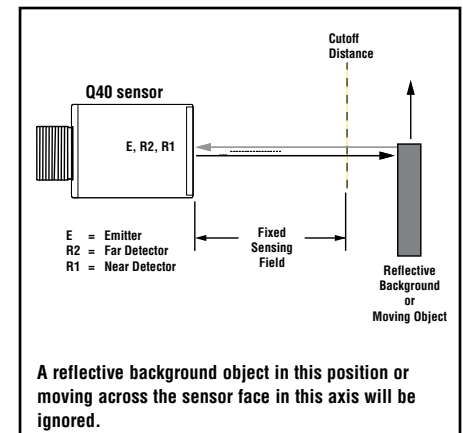 Cutoff
Distance
Q40 sensor
E, R2, R1
E = Emitter
R2 = Far Detector
R1 = Near Detector
Fixed
Sensing
Field
Reflective
Background
or
Moving Object
A reflective background object in this position or
moving across the sensor face in this axis will be
ignored.